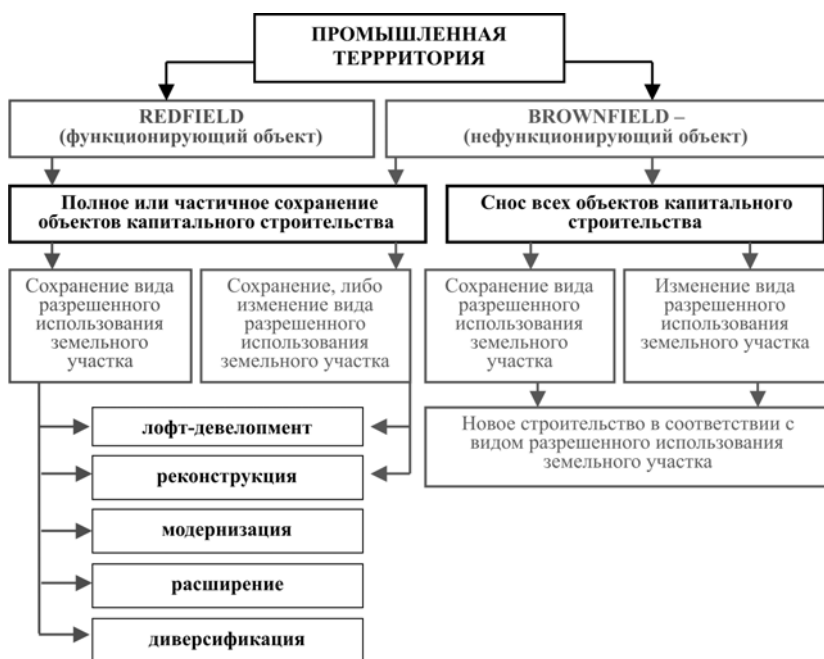 ПРОМЫШЛЕННАЯ
ТЕРРРИТОРИЯ
REDFIELD
(функционирующий объект)
BROWNFIELD –
(нефункционирующий объект)
Полное или частичное сохранение
объектов капитального строительства
Снос всех объектов капитального
строительства
Сохранение вида
разрешенного
использования
земельного
участка
Сохранение, либо
изменение вида
разрешенного
использования
земельного участка
Сохранение вида
разрешенного
использования
земельного
участка
Изменение вида
разрешенного
использования
земельного участка
лофт-девелопмент
реконструкция
модернизация
расширение
диверсификация
Новое строительство в соответствии с
видом разрешенного использования
земельного участка